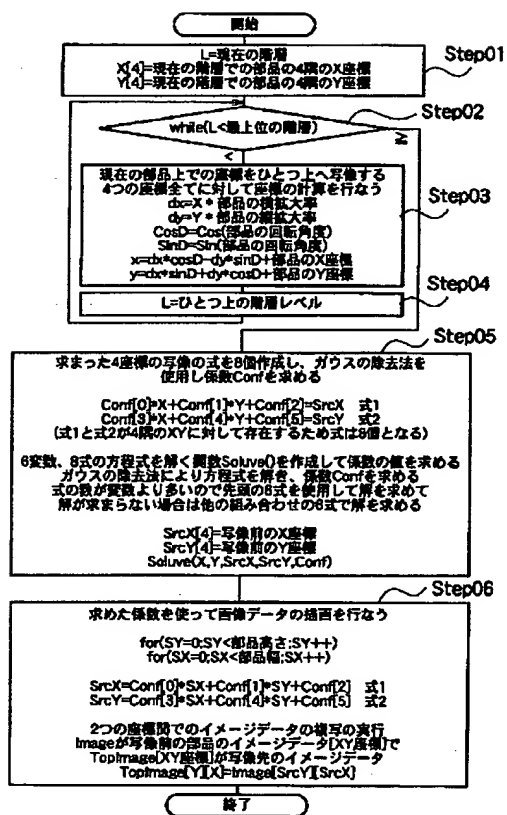 開始
Step01
L=現在の階層
X[4]=現在の階層での部品の4隅のX座標
Y[4]=現在の階層での部品の4隅のY座標
Step02
while(L<最上位の階層)
≧
<
Step03
現在の部品上での座標をひとつ上へ写像する
4つの座標全てに対して座標の計算を行なう
dx=X*部品の横拡大率
dy=Y*部品の縦拡大率
CosD=Cos(部品の回転角度)
SinD=Sin(部品の回転角度)
x=dx*cosD-dy*sinD+部品のX座標
y=dx*sinD+dy*cosD+部品のY座標
Step04
L=ひとつ上の階層レベル
Step05
求まった4座標の写像の式を8個作成し、ガウスの除去法を
使用し係数Confを求める
Conf[0]*X+Conf[1]*Y+Conf[2]=SrcX 式1
Conf[3]*X+Conf[4]*Y+Conf[5]=SrcY 式2
(式1と式2が4隅のXYに対して存在するため式は8個となる)
6変数、8式の方程式を解く関数Soluve()を作成して係数の値を求める
ガウスの除去法により方程式を解き、係数Confを求める
式の数が変数より多いので先頭の6式を使用して解を求めて
解が求まらない場合は他の組み合わせの6式で解を求める
SrcX[4]=写像前のX座標
SrcY[4]=写像前のY座標
Soluve(X,Y,SrcX,SrcY,Conf)
Step06
求めた係数を使って画像データの描画を行なう
for(SY=0;SY<部品高さ;SY++)
for(SX=0;SX<部品幅;SX++)
SrcX=Conf[0]*SX+Conf[1]*SY+Conf[2] 式1
SrcY=Conf[3]*SX+Conf[4]*SY+Conf[5] 式2
2つの座標間でのイメージデータの複写の実行
Imageが写像前の部品のイメージデータ[XY座標]で
TopImage[XY座標]が写像先のイメージデータ
TopImage[Y][X]=Image[SrcY][SrcX]
終了